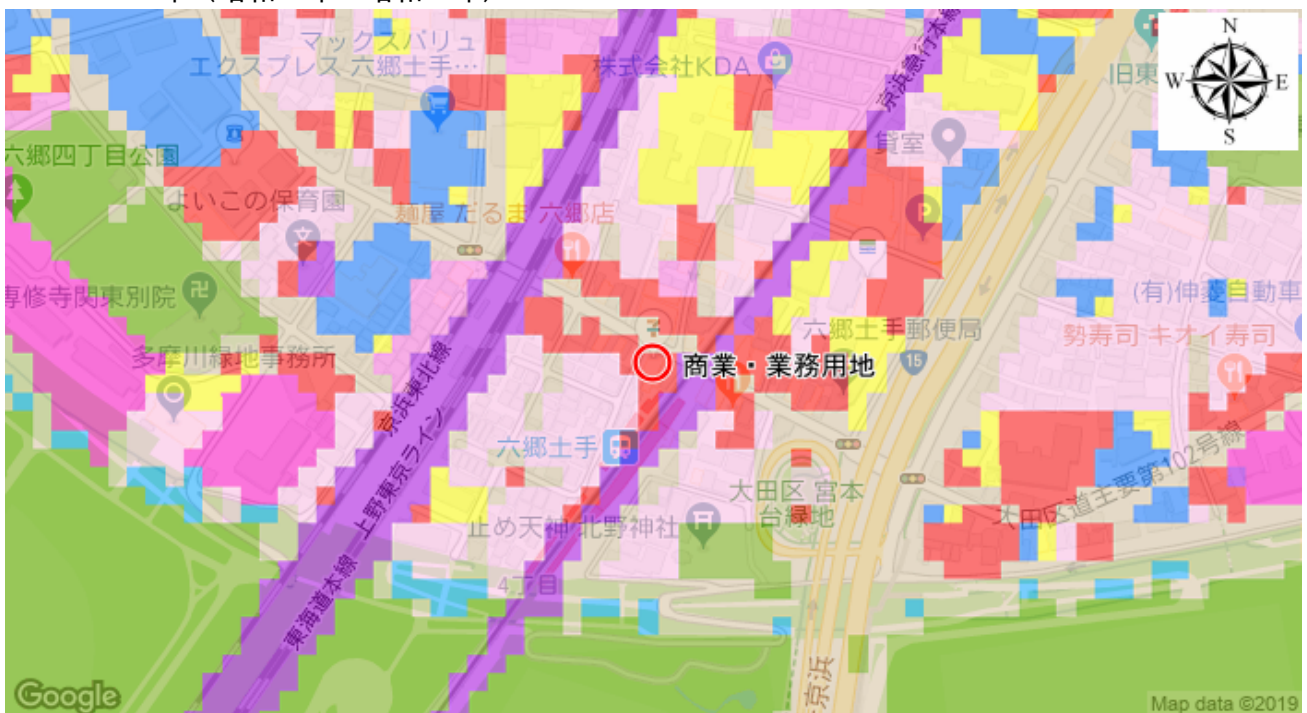 マックスバリュ
エクスプレス 六郷土手…
株式会社KDA
京浜急行本線
旧東
N
W
E
S
貸室
六郷四丁目公園
よいこの保育園
麺屋 だるま 六郷店
専修寺関東別院
(有)伸菱自動車
六郷土手郵便局
勢寿司 キオイ寿司
多摩川緑地事務所
15
商業・業務用地
京浜東北線
上野東京ライン
六郷土手
大田区 宮本
台緑地
大田区道主要第102号線
止め天神 北野神社
4丁目
東海道本線
京浜
Google
Map data ©2019